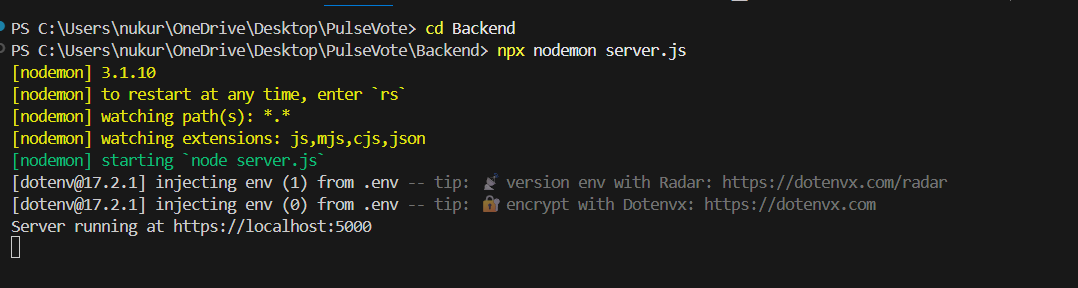 PS C:\Users\nukur\OneDrive\Desktop\PulseVote> cd Backend
PS C:\Users\nukur\OneDrive\Desktop\PulseVote\Backend> npx nodemon server.js
[nodemon] 3.1.10
[nodemon] to restart at any time, enter `rs`
[nodemon] watching path(s): *.*
[nodemon] watching extensions: js,mjs,cjs,json
[nodemon] starting `node server.js`
[dotenv@17.2.1] injecting env (1) from .env -- tip: 📡 version env with Radar: https://dotenvx.com/radar
[dotenv@17.2.1] injecting env (0) from .env -- tip: 🔐 encrypt with Dotenvx: https://dotenvx.com
Server running at https://localhost:5000